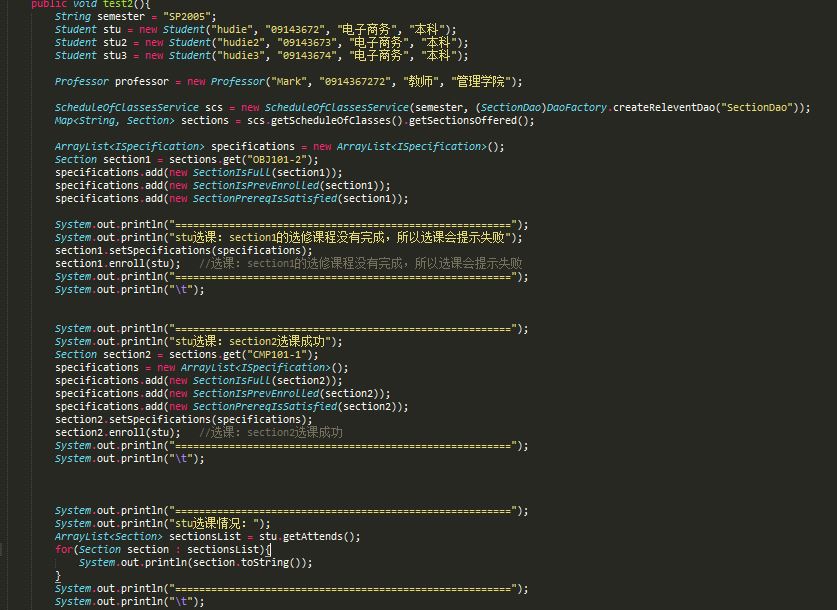 public void test2(){
String semester = "SP2005";
Student stu = new Student("hudie", "09143672", "电子商务", "本科");
Student stu2 = new Student("hudie2", "09143673", "电子商务", "本科");
Student stu3 = new Student("hudie3", "09143674", "电子商务", "本科");
Professor professor = new Professor("Mark", "0914367272", "教师", "管理学院");
ScheduleOfClassesService scs = new ScheduleOfClassesService(semester, (SectionDao)DaoFactory.createReleventDao("SectionDao"));
Map<String, Section> sections = scs.getScheduleOfClasses().getSectionsOffered();
ArrayList<ISpecification> specifications = new ArrayList<ISpecification>();
Section section1 = sections.get("OBJ101-2");
specifications.add(new SectionIsFull(section1));
specifications.add(new SectionIsPrevEnrolled(section1));
specifications.add(new SectionPrereqIsSatisfied(section1));
System.out.println("========================================================");
System.out.println("stu选课: section1的选修课程没有完成，所以选课会提示失败");
section1.setSpecifications(specifications);
section1.enroll(stu);   //选课: section1的选修课程没有完成，所以选课会提示失败
System.out.println("========================================================");
System.out.println("\t");
System.out.println("========================================================");
System.out.println("stu选课: section2选课成功");
Section section2 = sections.get("CMP101-1");
specifications = new ArrayList<ISpecification>();
specifications.add(new SectionIsFull(section2));
specifications.add(new SectionIsPrevEnrolled(section2));
specifications.add(new SectionPrereqIsSatisfied(section2));
section2.setSpecifications(specifications);
section2.enroll(stu);   //选课: section2选课成功
System.out.println("========================================================");
System.out.println("\t");
System.out.println("========================================================");
System.out.println("stu选课情况: ");
ArrayList<Section> sectionsList = stu.getAttends();
for(Section section : sectionsList){
System.out.println(section.toString());
}
System.out.println("========================================================");
System.out.println("\t");